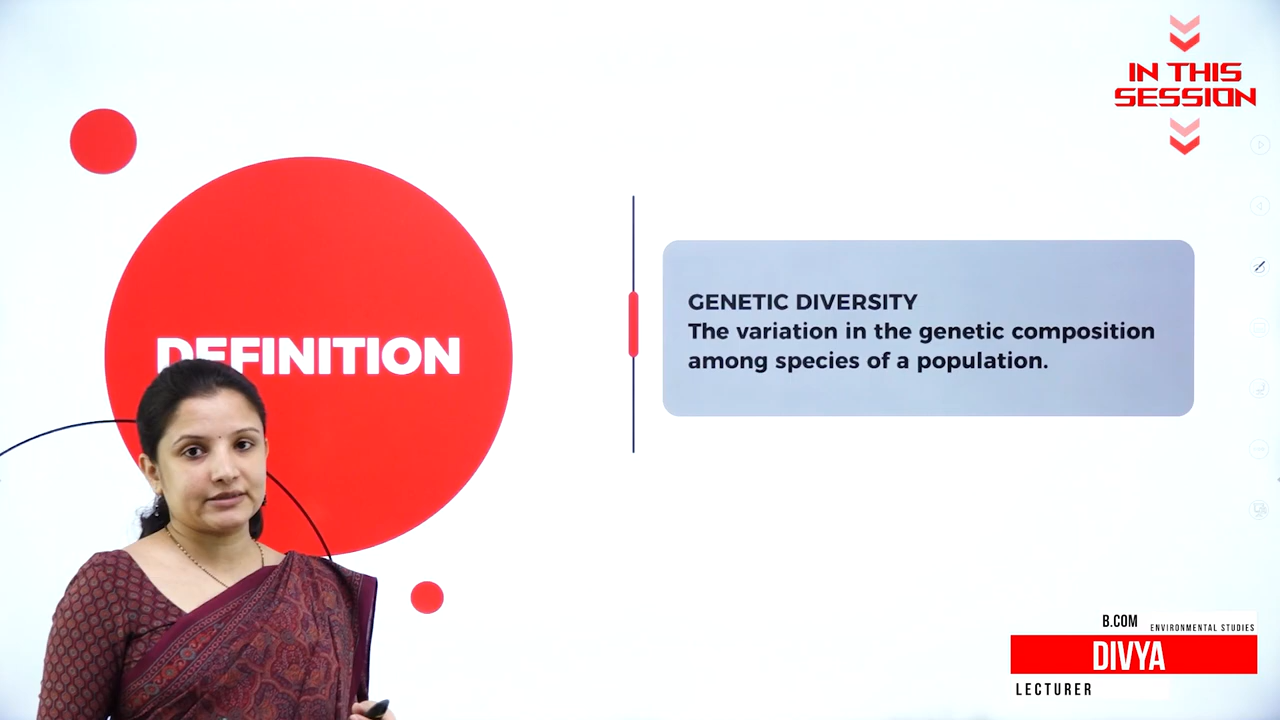 IN THIS
SESSION
DEFINITION
GENETIC DIVERSITY
The variation in the genetic composition
among species of a population.
B.COM ENVIRONMENTAL STUDIES
DIVYA
LECTURER